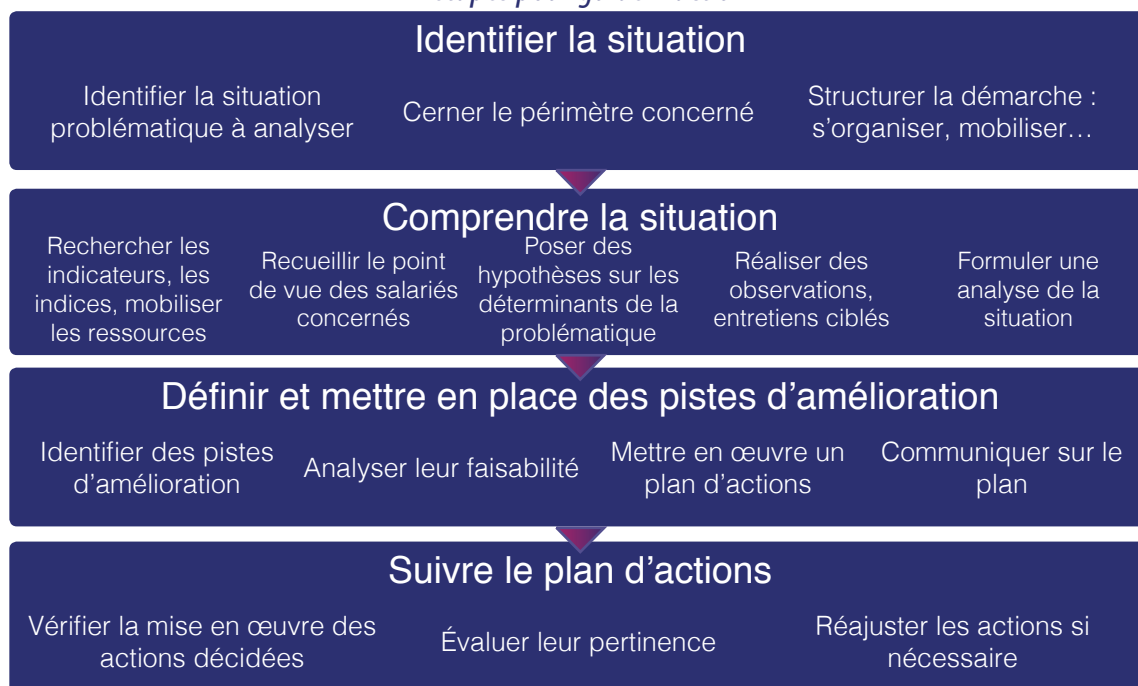 Identifier la situation
Identifier la situation
problématique à analyser
Cerner le périmètre concerné
Structurer la démarche :
s’organiser, mobiliser…
Comprendre la situation
Rechercher les
indicateurs, les
indices, mobiliser
les ressources
Recueillir le point
de vue des salariés
concernés
Poser des
hypothèses sur les
déterminants de la
problématique
Réaliser des
observations,
entretiens ciblés
Formuler une
analyse de la
situation
Définir et mettre en place des pistes d’amélioration
Identifier des pistes
d’amélioration
Analyser leur faisabilité
Mettre en œuvre un
plan d’actions
Communiquer sur le
plan
Suivre le plan d’actions
Vérifier la mise en œuvre des
actions décidées
Évaluer leur pertinence
Réajuster les actions si
nécessaire